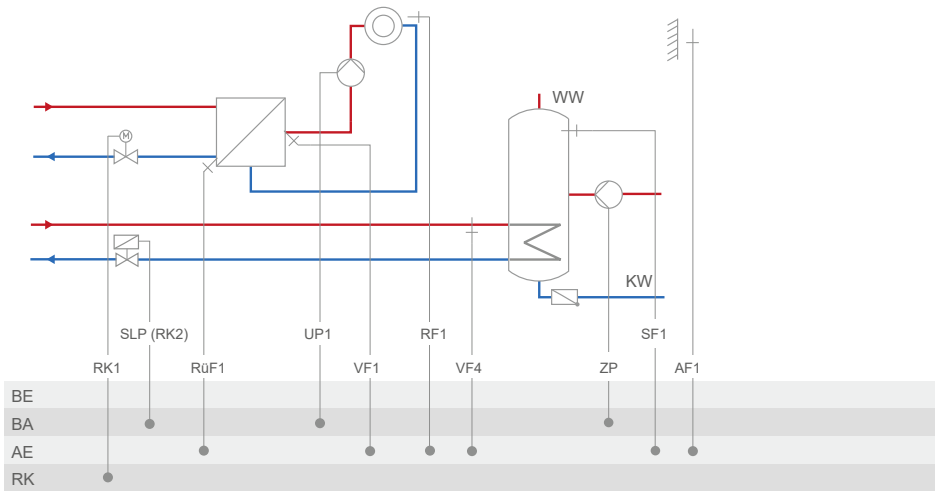 M
WW
KW
SLP (RK2) UP1 RF1 SF1
RK1 RüF1 VF1 VF4 ZP AF1
BE
BA
AE
RK